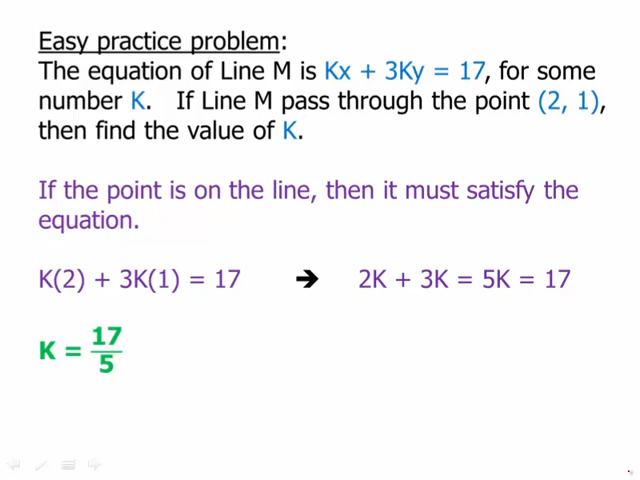 Easy practice problem:
The equation of Line M is Kx + 3Ky = 17, for some
number K. If Line M pass through the point (2, 1),
then find the value of K.
If the point is on the line, then it must satisfy the
equation.
K(2) + 3K(1) = 17 ➔ 2K + 3K = 5K = 17
K = 17/5